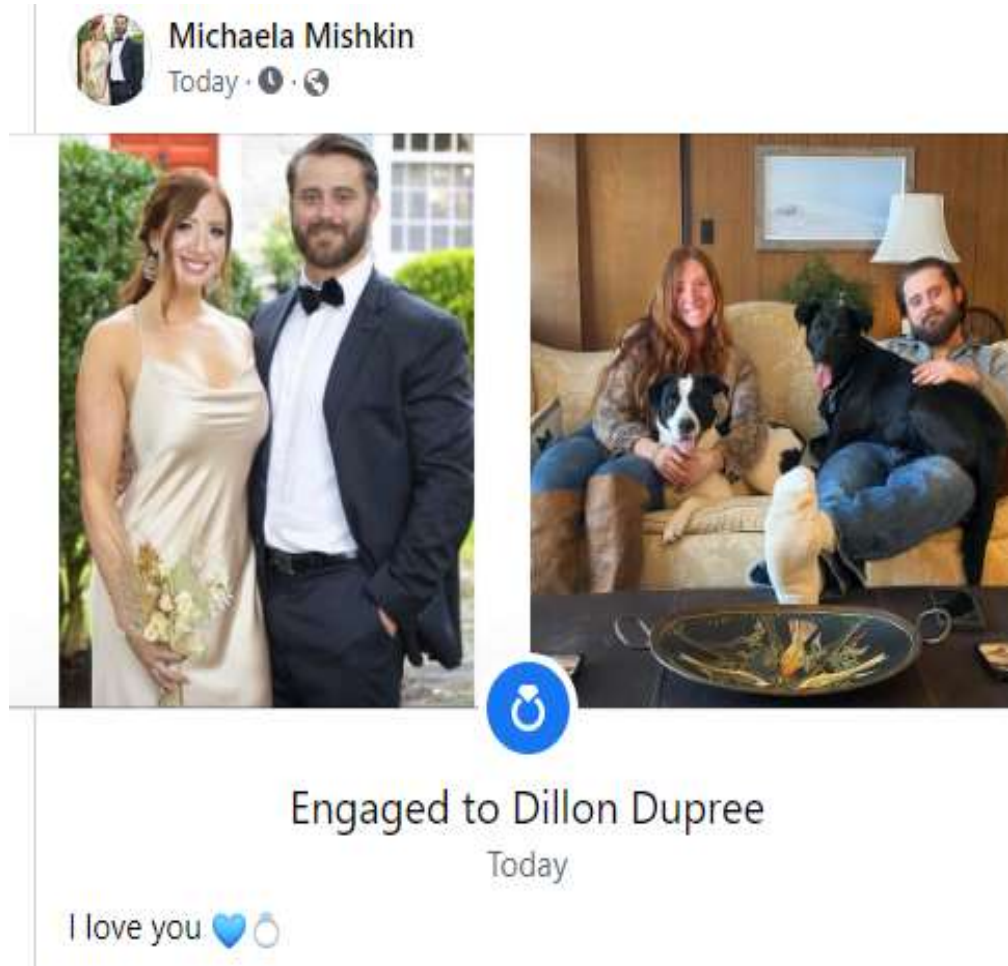 Michaela Mishkin
Today · ·
Engaged to Dillon Dupree
Today
I love you 💙💍